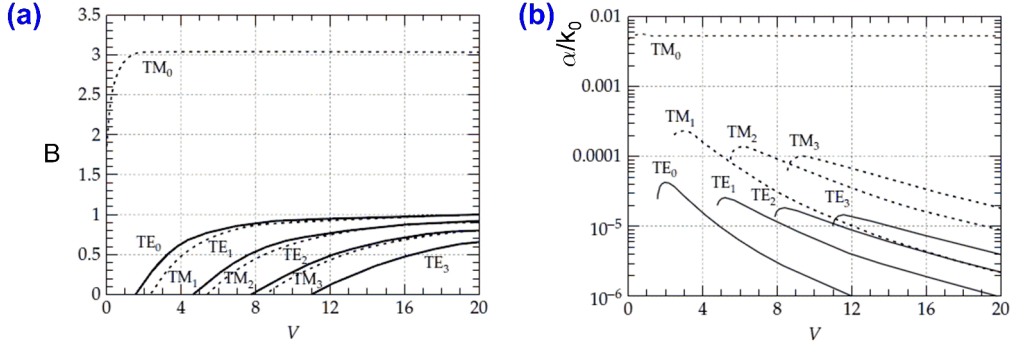 (a)
3.5
3
2.5
2
1.5
1
0.5
0
B
TM₀
TE₀
TE₁
TE₂
TE₃
TM₁
TM₂
TM₃
0 4 8 12 16 20
V
(b)
α/k₀
0.01
0.001
0.0001
10⁻⁵
10⁻⁶
TM₀
TM₁
TM₂
TM₃
TE₀
TE₁
TE₂
TE₃
0 4 8 12 16 20
V